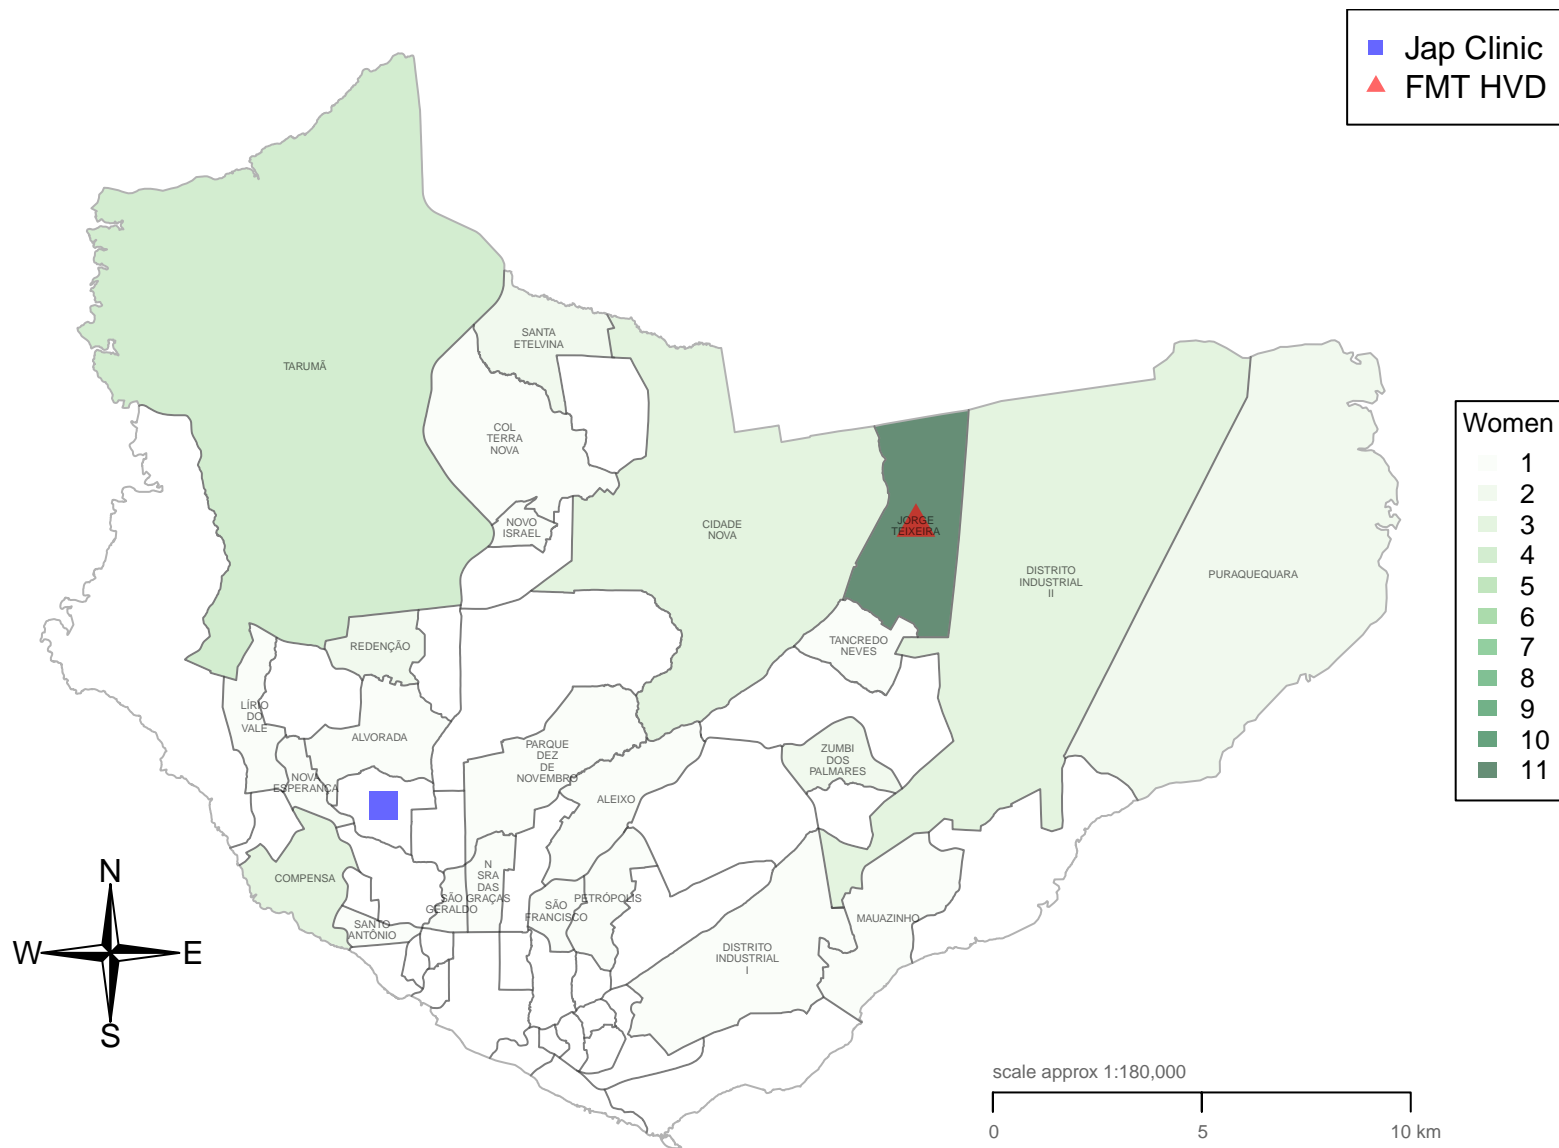 Jap Clinic
FMT HVD
SANTA
ETELVINA
TARUMÃ
COL
TERRA
NOVA
NOVO
ISRAEL
CIDADE
NOVA
JORGE
TEIXEIRA
DISTRITO
INDUSTRIAL
II
PURAQUEQUARA
Women
1
2
3
4
5
6
7
8
9
10
11
REDENÇÃO
TANCREDO
NEVES
LÍRIO
DO
VALE
ALVORADA
PARQUE
DEZ
DE
NOVEMBRO
ZUMBI
DOS
PALMARES
NOVA
ESPERANÇA
ALEIXO
COMPENSA
N
SRA
DAS
GRAÇAS
SÃO
GERALDO
SÃO
FRANCISCO
PETRÓPOLIS
SANTO
ANTÔNIO
MAUAZINHO
DISTRITO
INDUSTRIAL
I
N
W
E
S
scale approx 1:180,000
0
5
10 km